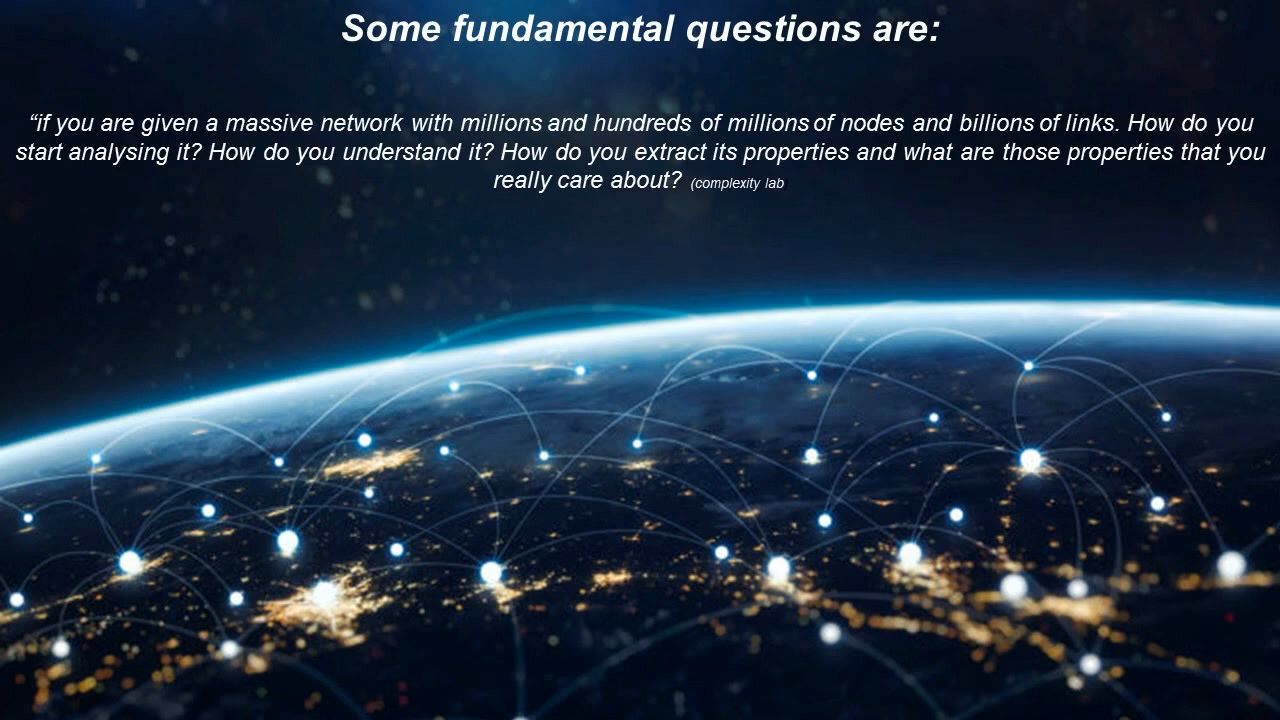 Some fundamental questions are:
“if you are given a massive network with millions and hundreds of millions of nodes and billions of links. How do you
start analysing it? How do you understand it? How do you extract its properties and what are those properties that you
really care about? (complexity lab